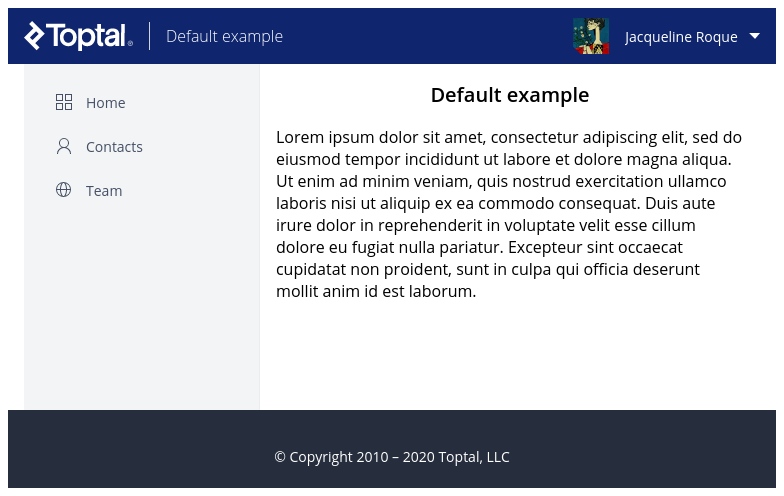 Toptal® Default example Jacqueline Roque
Home
Contacts
Team
Default example
Lorem ipsum dolor sit amet, consectetur adipiscing elit, sed do
eiusmod tempor incididunt ut labore et dolore magna aliqua.
Ut enim ad minim veniam, quis nostrud exercitation ullamco
laboris nisi ut aliquip ex ea commodo consequat. Duis aute
irure dolor in reprehenderit in voluptate velit esse cillum
dolore eu fugiat nulla pariatur. Excepteur sint occaecat
cupidatat non proident, sunt in culpa qui officia deserunt
mollit anim id est laborum.
© Copyright 2010 – 2020 Toptal, LLC